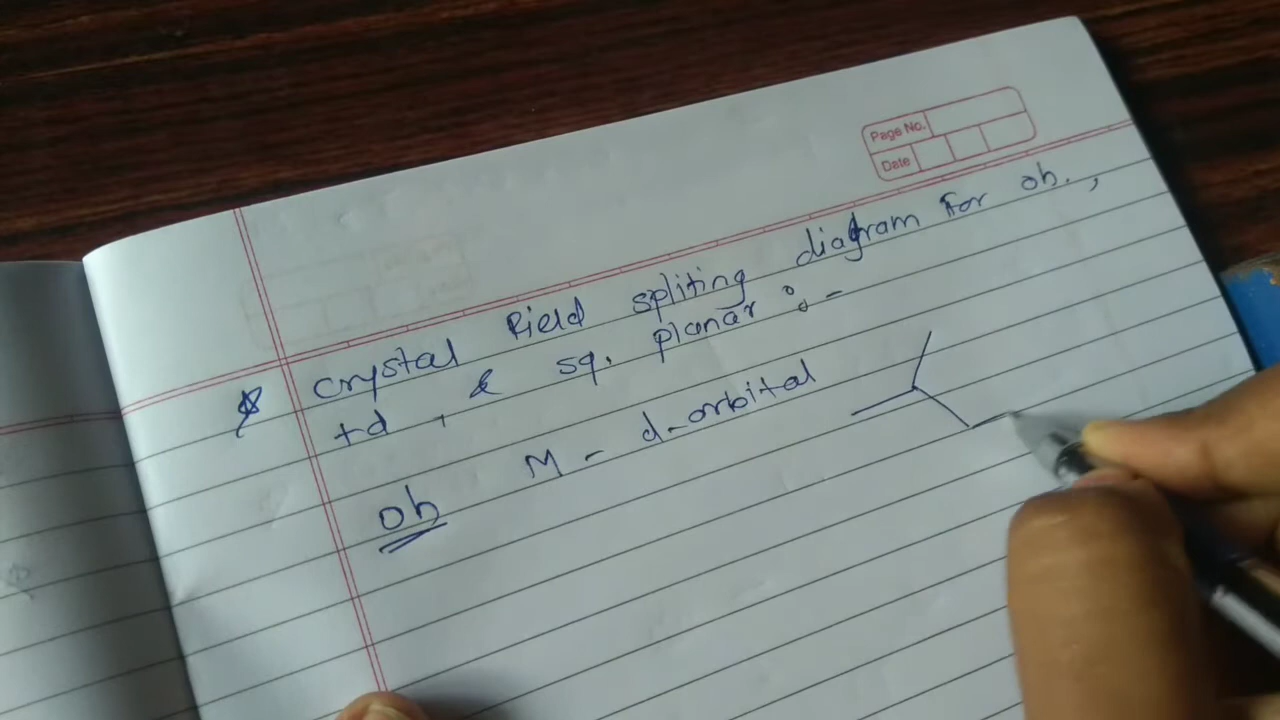 Page No.
Date
* Crystal Field spliting diagram for oh. ,
td , & sq. planar :-
oh M - d-orbital